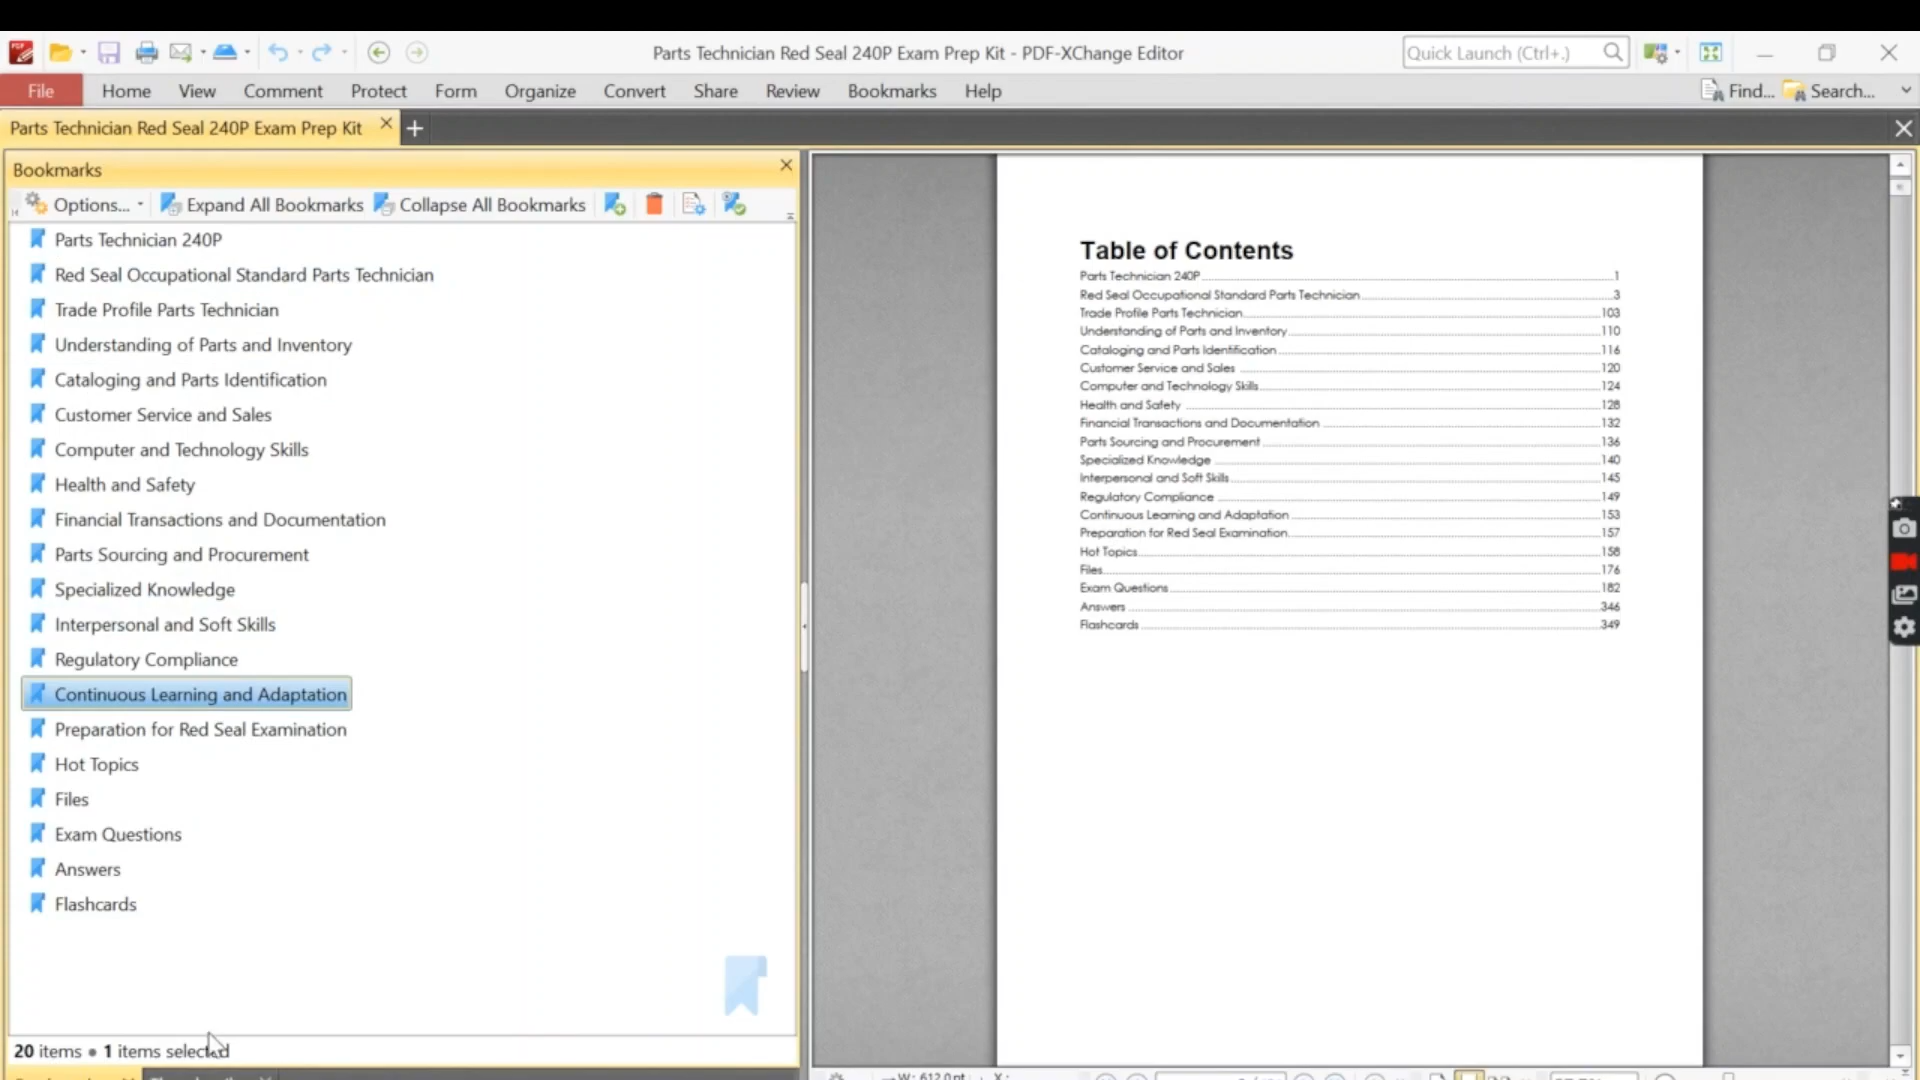 Parts Technician Red Seal 240P Exam Prep Kit - PDF-XChange Editor
Quick Launch (Ctrl+.)
File Home View Comment Protect Form Organize Convert Share Review Bookmarks Help Find... Search...
Parts Technician Red Seal 240P Exam Prep Kit
Bookmarks
Options... Expand All Bookmarks Collapse All Bookmarks
Parts Technician 240P
Red Seal Occupational Standard Parts Technician
Trade Profile Parts Technician
Understanding of Parts and Inventory
Cataloging and Parts Identification
Customer Service and Sales
Computer and Technology Skills
Health and Safety
Financial Transactions and Documentation
Parts Sourcing and Procurement
Specialized Knowledge
Interpersonal and Soft Skills
Regulatory Compliance
Continuous Learning and Adaptation
Preparation for Red Seal Examination
Hot Topics
Files
Exam Questions
Answers
Flashcards
20 items • 1 items selected
Table of Contents
Parts Technician 240P 1
Red Seal Occupational Standard Parts Technician 3
Trade Profile Parts Technician 103
Understanding of Parts and Inventory 110
Cataloging and Parts Identification 116
Customer Service and Sales 120
Computer and Technology Skills 124
Health and Safety 128
Financial Transactions and Documentation 132
Parts Sourcing and Procurement 136
Specialized Knowledge 140
Interpersonal and Soft Skills 145
Regulatory Compliance 149
Continuous Learning and Adaptation 153
Preparation for Red Seal Examination 157
Hot Topics 158
Files 176
Exam Questions 182
Answers 346
Flashcards 349